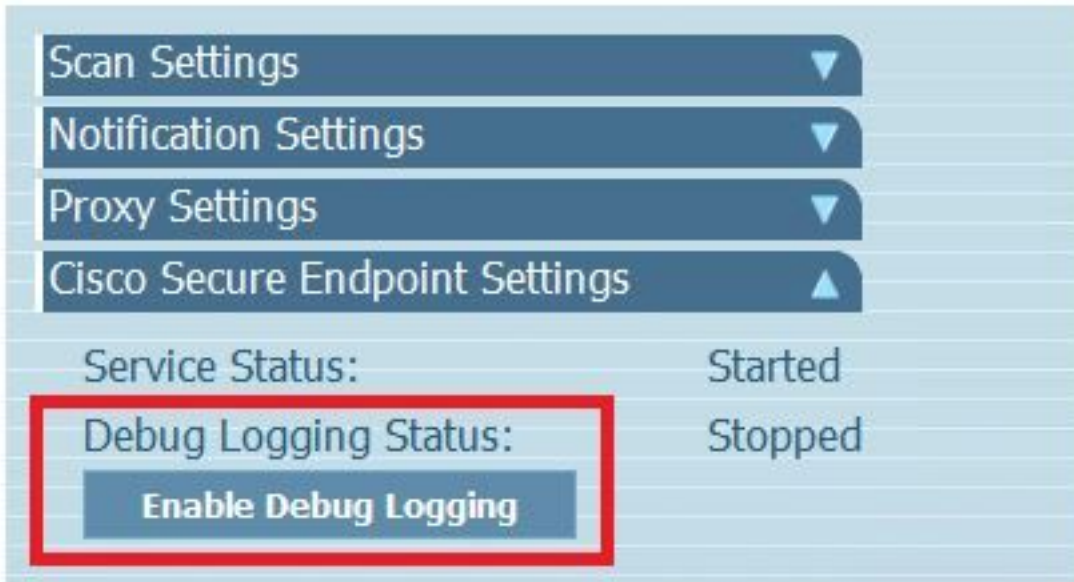 Scan Settings
Notification Settings
Proxy Settings
Cisco Secure Endpoint Settings
Service Status: Started
Debug Logging Status: Stopped
Enable Debug Logging